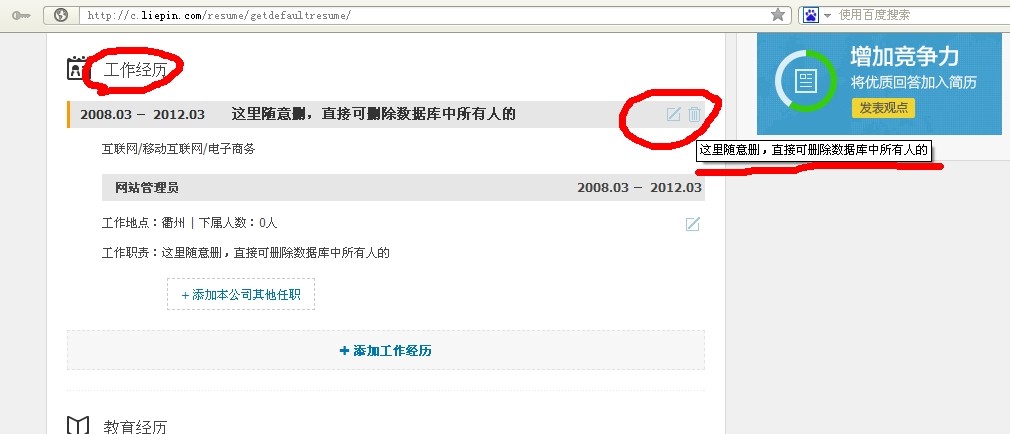 http://c.liepin.com/resume/getdefaultresume/
使用百度搜索
工作经历
增加竞争力
将优质回答加入简历
发表观点
2008.03 – 2012.03 这里随意删，直接可删除数据库中所有人的
这里随意删，直接可删除数据库中所有人的
互联网/移动互联网/电子商务
网站管理员 2008.03 – 2012.03
工作地点：衢州 | 下属人数：0人
工作职责：这里随意删，直接可删除数据库中所有人的
+ 添加本公司其他任职
+ 添加工作经历
教育经历